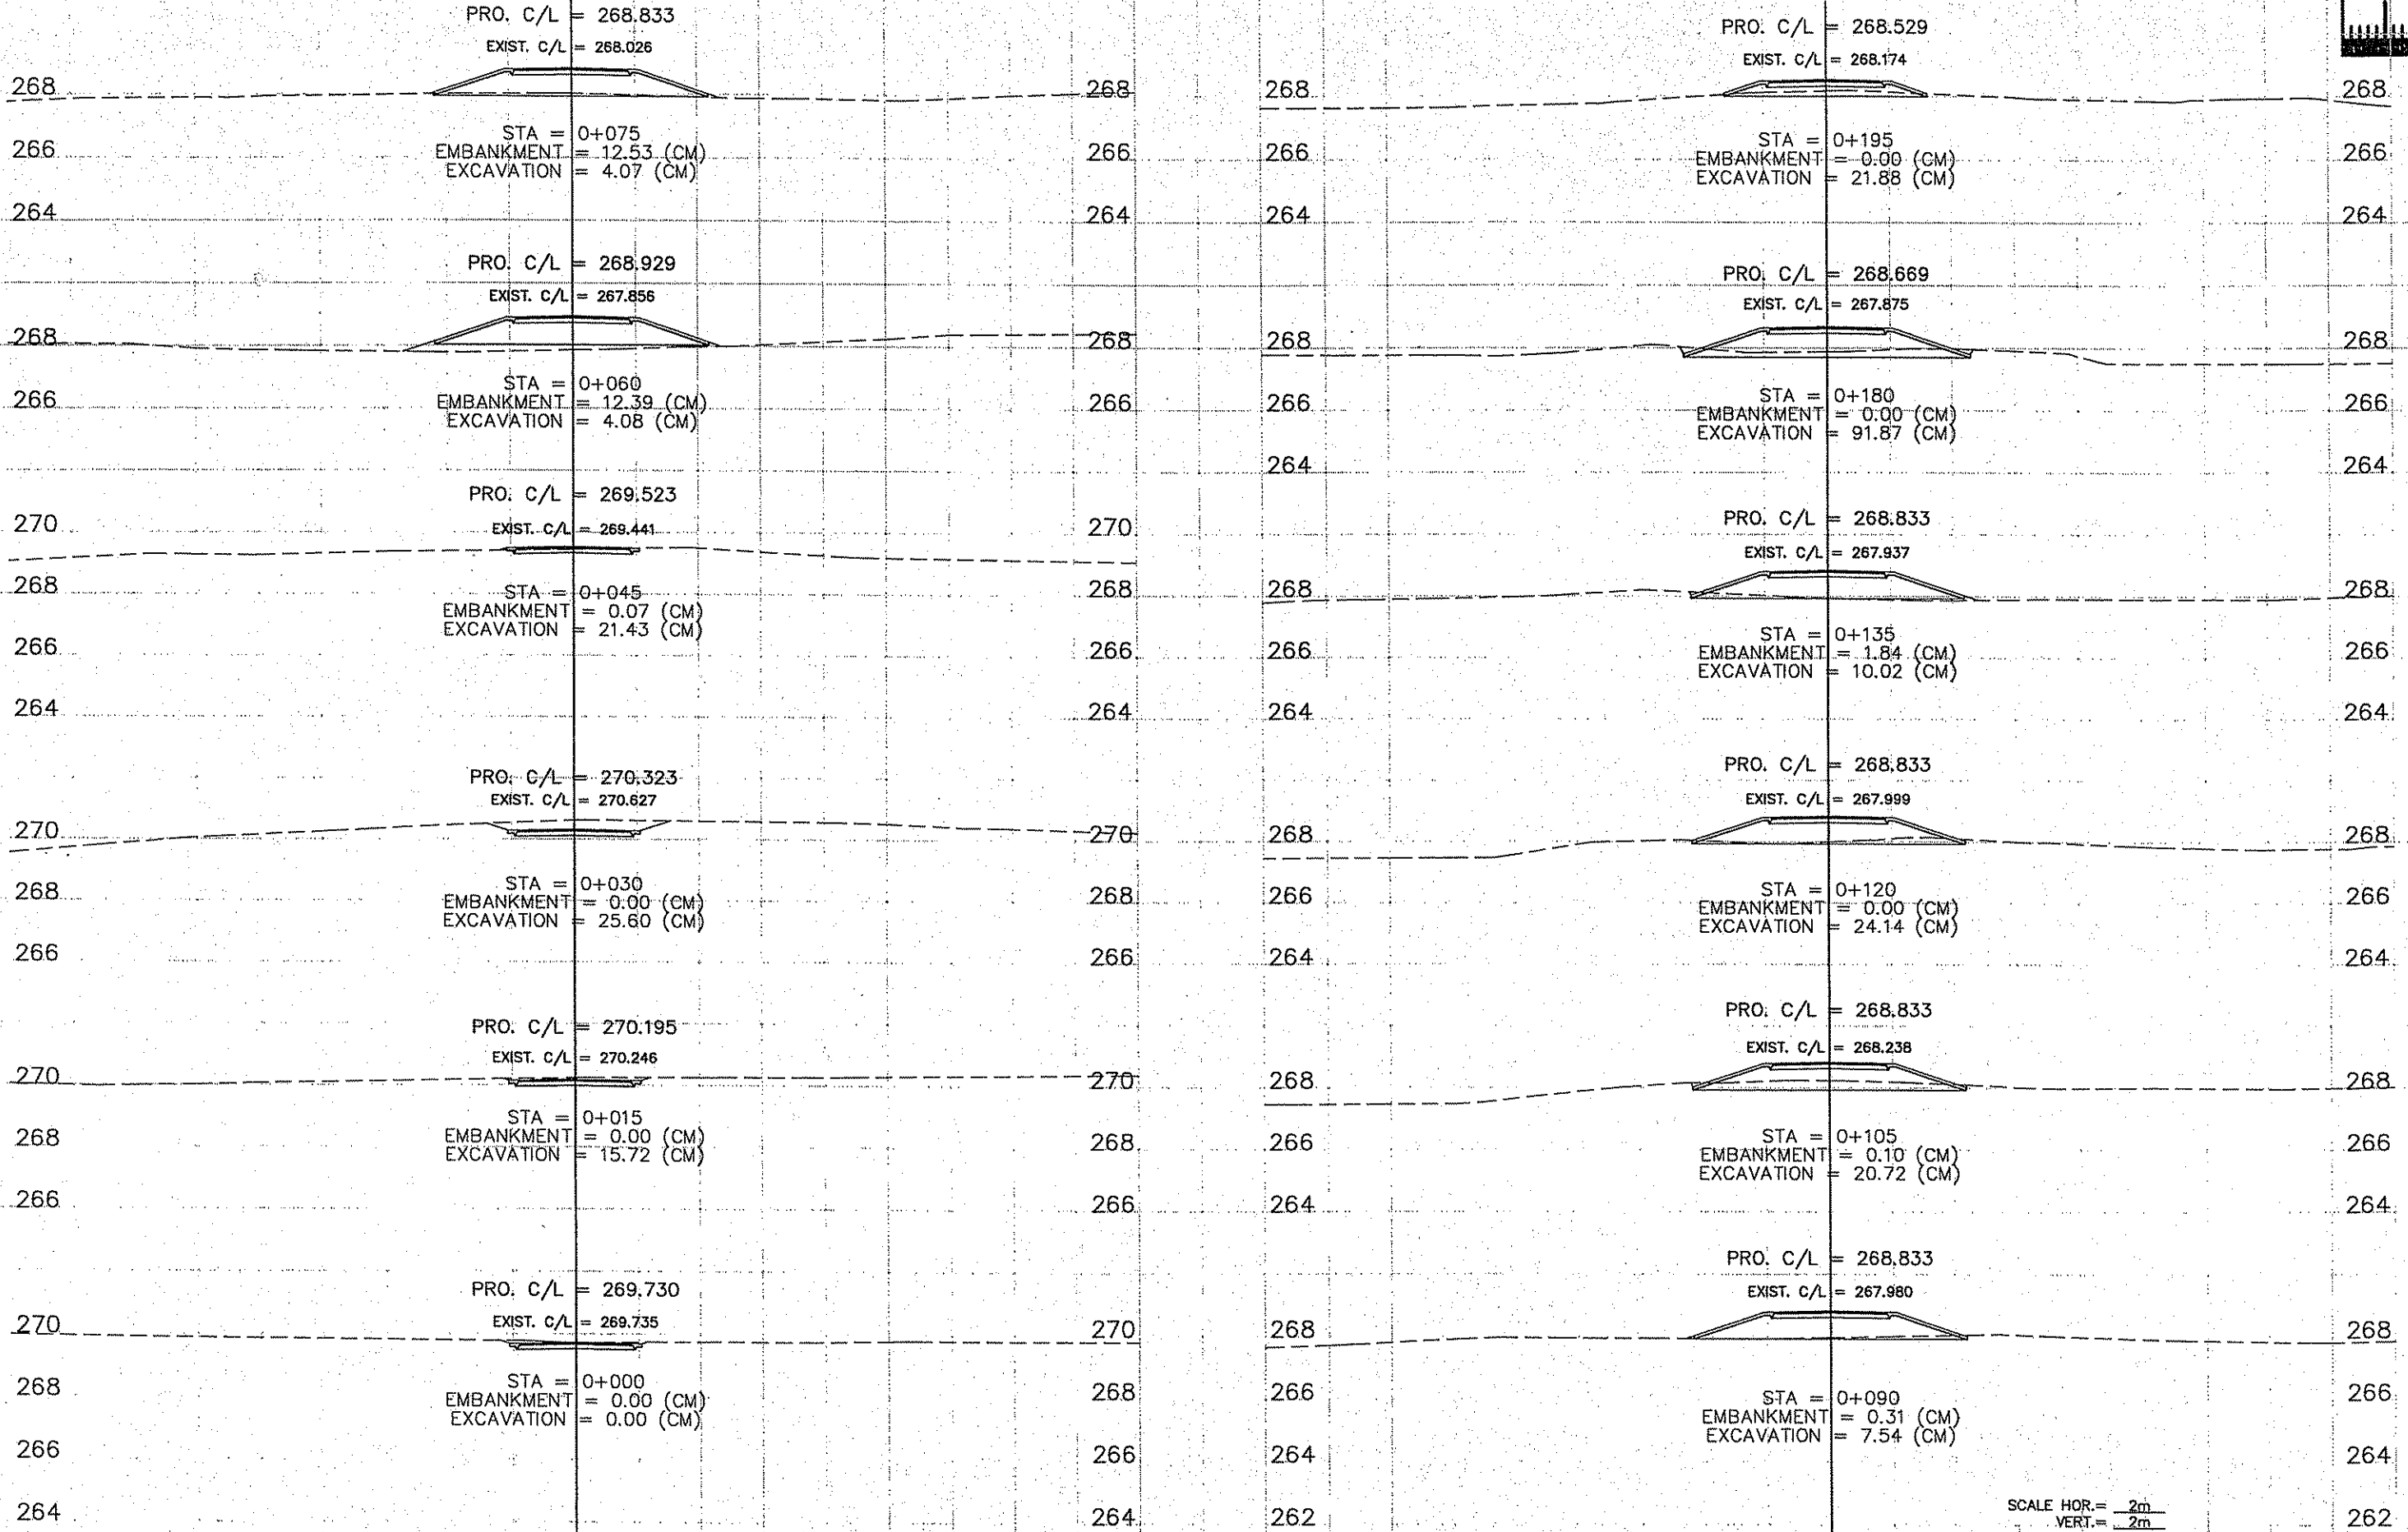 PRO. C/L = 268.833
EXIST. C/L = 268.026
268 268
STA = 0+075
EMBANKMENT = 12.53 (CM)
EXCAVATION = 4.07 (CM)
266 266
264 264
PRO. C/L = 268.929
EXIST. C/L = 267.856
268 268
STA = 0+060
EMBANKMENT = 12.39 (CM)
EXCAVATION = 4.08 (CM)
266 266
PRO. C/L = 269.523
EXIST. C/L = 269.441
270 270
268 268
STA = 0+045
EMBANKMENT = 0.07 (CM)
EXCAVATION = 21.43 (CM)
266 266
264 264
PRO. C/L = 270.323
EXIST. C/L = 270.627
270 270
STA = 0+030
EMBANKMENT = 0.00 (CM)
EXCAVATION = 25.60 (CM)
268 268
266 266
PRO. C/L = 270.195
EXIST. C/L = 270.246
270 270
STA = 0+015
EMBANKMENT = 0.00 (CM)
EXCAVATION = 15.72 (CM)
268 268
266 266
PRO. C/L = 269.730
EXIST. C/L = 269.735
270 270
STA = 0+000
EMBANKMENT = 0.00 (CM)
EXCAVATION = 0.00 (CM)
268 268
266 266
264 264
PRO. C/L = 268.529
EXIST. C/L = 268.174
268 268
STA = 0+195
EMBANKMENT = 0.00 (CM)
EXCAVATION = 21.88 (CM)
266 266
264 264
PRO. C/L = 268.669
EXIST. C/L = 267.875
268 268
STA = 0+180
EMBANKMENT = 0.00 (CM)
EXCAVATION = 91.87 (CM)
266 266
264 264
PRO. C/L = 268.833
EXIST. C/L = 267.937
268 268
STA = 0+135
EMBANKMENT = 1.84 (CM)
EXCAVATION = 10.02 (CM)
266 266
264 264
PRO. C/L = 268.833
EXIST. C/L = 267.999
268 268
STA = 0+120
EMBANKMENT = 0.00 (CM)
EXCAVATION = 24.14 (CM)
266 266
264 264
PRO. C/L = 268.833
EXIST. C/L = 268.238
268 268
STA = 0+105
EMBANKMENT = 0.10 (CM)
EXCAVATION = 20.72 (CM)
266 266
264 264
PRO. C/L = 268.833
EXIST. C/L = 267.980
268 268
STA = 0+090
EMBANKMENT = 0.31 (CM)
EXCAVATION = 7.54 (CM)
266 266
264 264
262 262
SCALE HOR.= 2m
VERT.= 2m